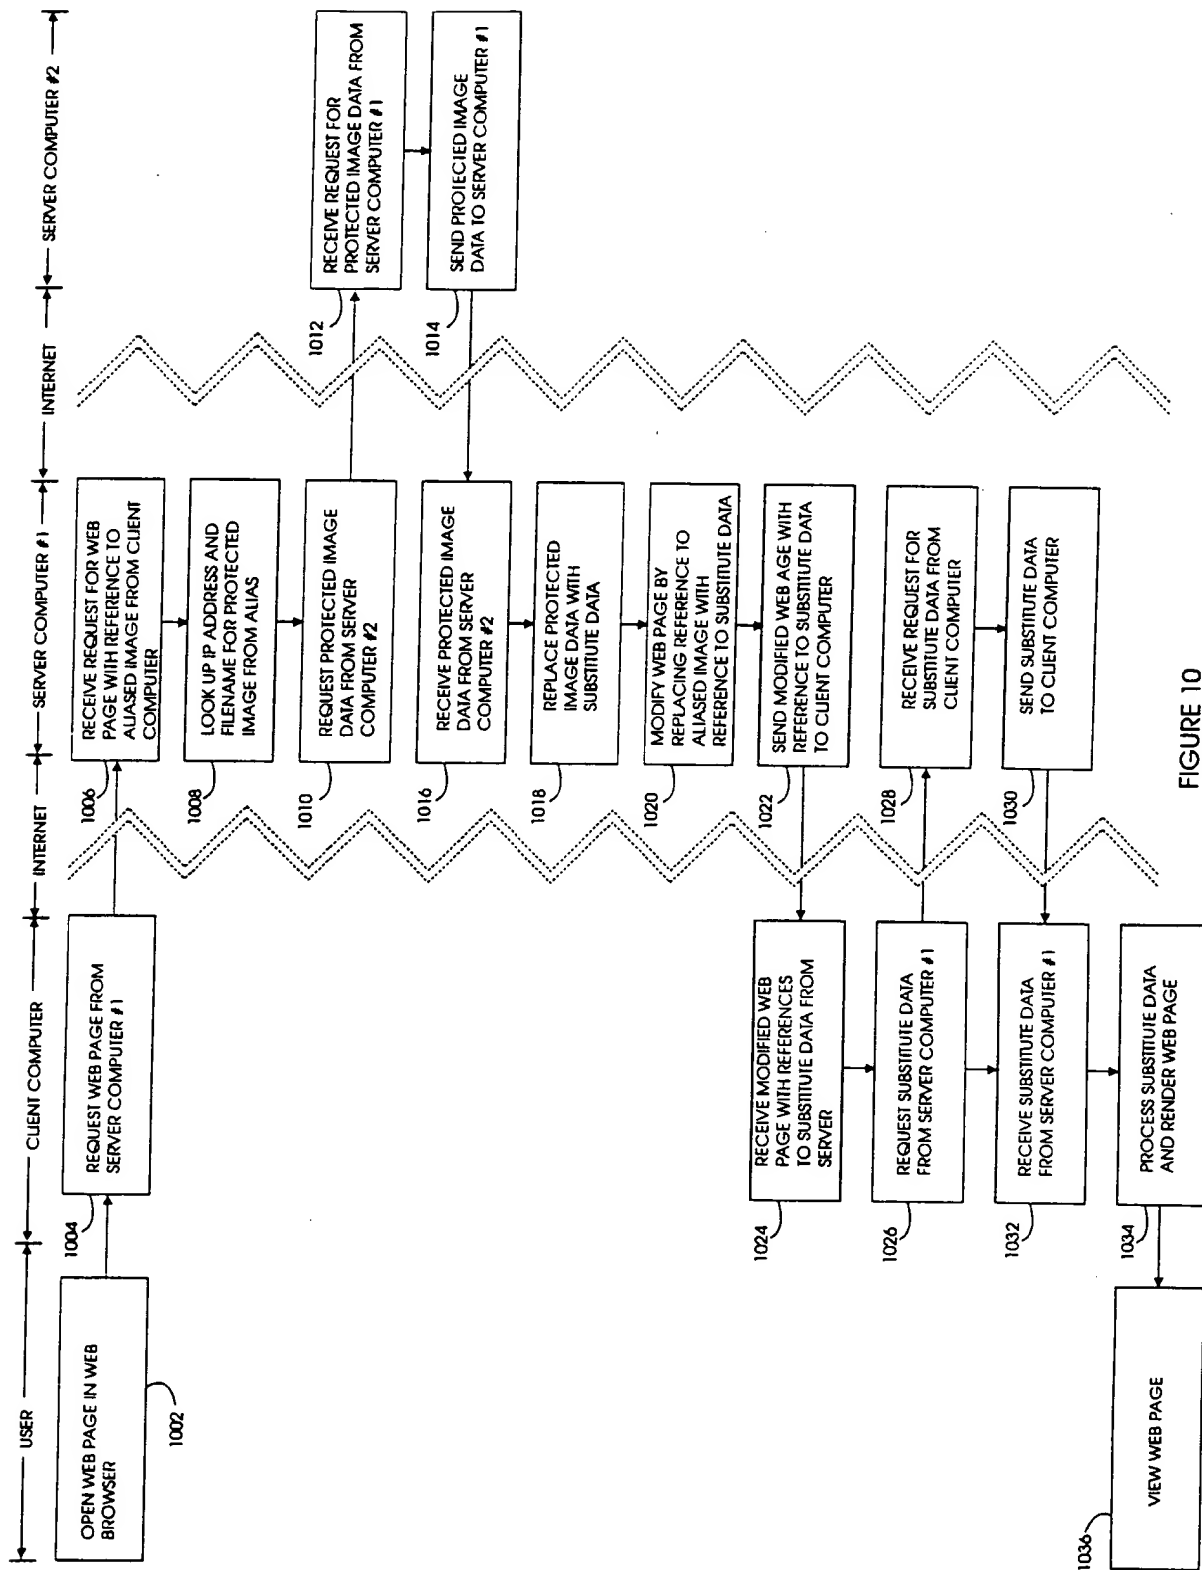 USER
CLIENT COMPUTER
INTERNET
SERVER COMPUTER #1
INTERNET
SERVER COMPUTER #2
OPEN WEB PAGE IN WEB
BROWSER
1002
REQUEST WEB PAGE FROM
SERVER COMPUTER #1
1004
RECEIVE REQUEST FOR WEB
PAGE WITH REFERENCE TO
ALIASED IMAGE FROM CLIENT
COMPUTER
1006
LOOK UP IP ADDRESS AND
FILENAME FOR PROTECTED
IMAGE FROM ALIAS
1008
REQUEST PROTECTED IMAGE
DATA FROM SERVER
COMPUTER #2
1010
RECEIVE REQUEST FOR
PROTECTED IMAGE DATA FROM
SERVER COMPUTER #1
1012
SEND PROTECTED IMAGE
DATA TO SERVER COMPUTER #1
1014
RECEIVE PROTECTED IMAGE
DATA FROM SERVER
COMPUTER #2
1016
REPLACE PROTECTED
IMAGE DATA WITH
SUBSTITUTE DATA
1018
MODIFY WEB PAGE BY
REPLACING REFERENCE TO
ALIASED IMAGE WITH
REFERENCE TO SUBSTITUTE DATA
1020
SEND MODIFIED WEB AGE WITH
REFERENCE TO SUBSTITUTE DATA
TO CLIENT COMPUTER
1022
RECEIVE MODIFIED WEB
PAGE WITH REFERENCES
TO SUBSTITUTE DATA FROM
SERVER
1024
REQUEST SUBSTITUTE DATA
FROM SERVER COMPUTER #1
1026
RECEIVE REQUEST FOR
SUBSTITUTE DATA FROM
CLIENT COMPUTER
1028
SEND SUBSTITUTE DATA
TO CLIENT COMPUTER
1030
RECEIVE SUBSTITUTE DATA
FROM SERVER COMPUTER #1
1032
PROCESS SUBSTITUTE DATA
AND RENDER WEB PAGE
1034
VIEW WEB PAGE
1036
FIGURE 10